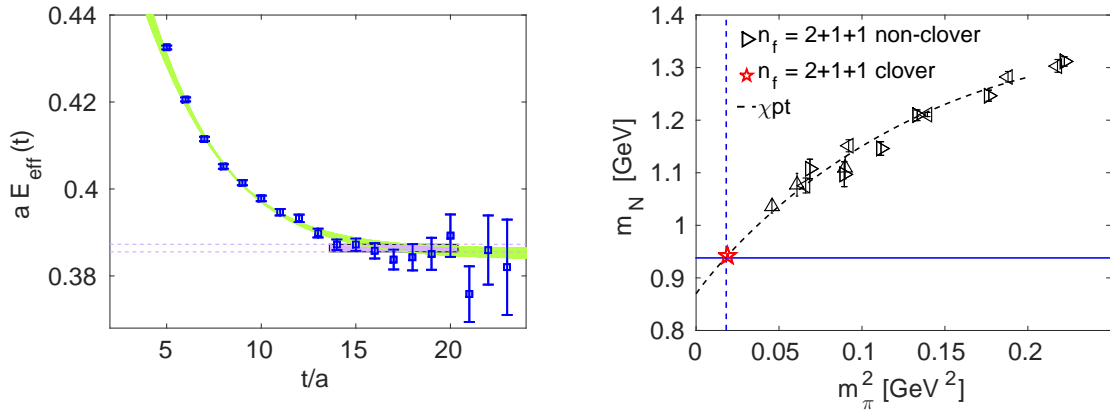 0.44
0.42
0.4
0.38
a E_eff(t)
5
10
15
20
t/a
n_f = 2+1+1 non-clover
n_f = 2+1+1 clover
χpt
1.4
1.3
1.2
1.1
1
0.9
0.8
m_N [GeV]
0
0.05
0.1
0.15
0.2
m_π^2 [GeV^2]